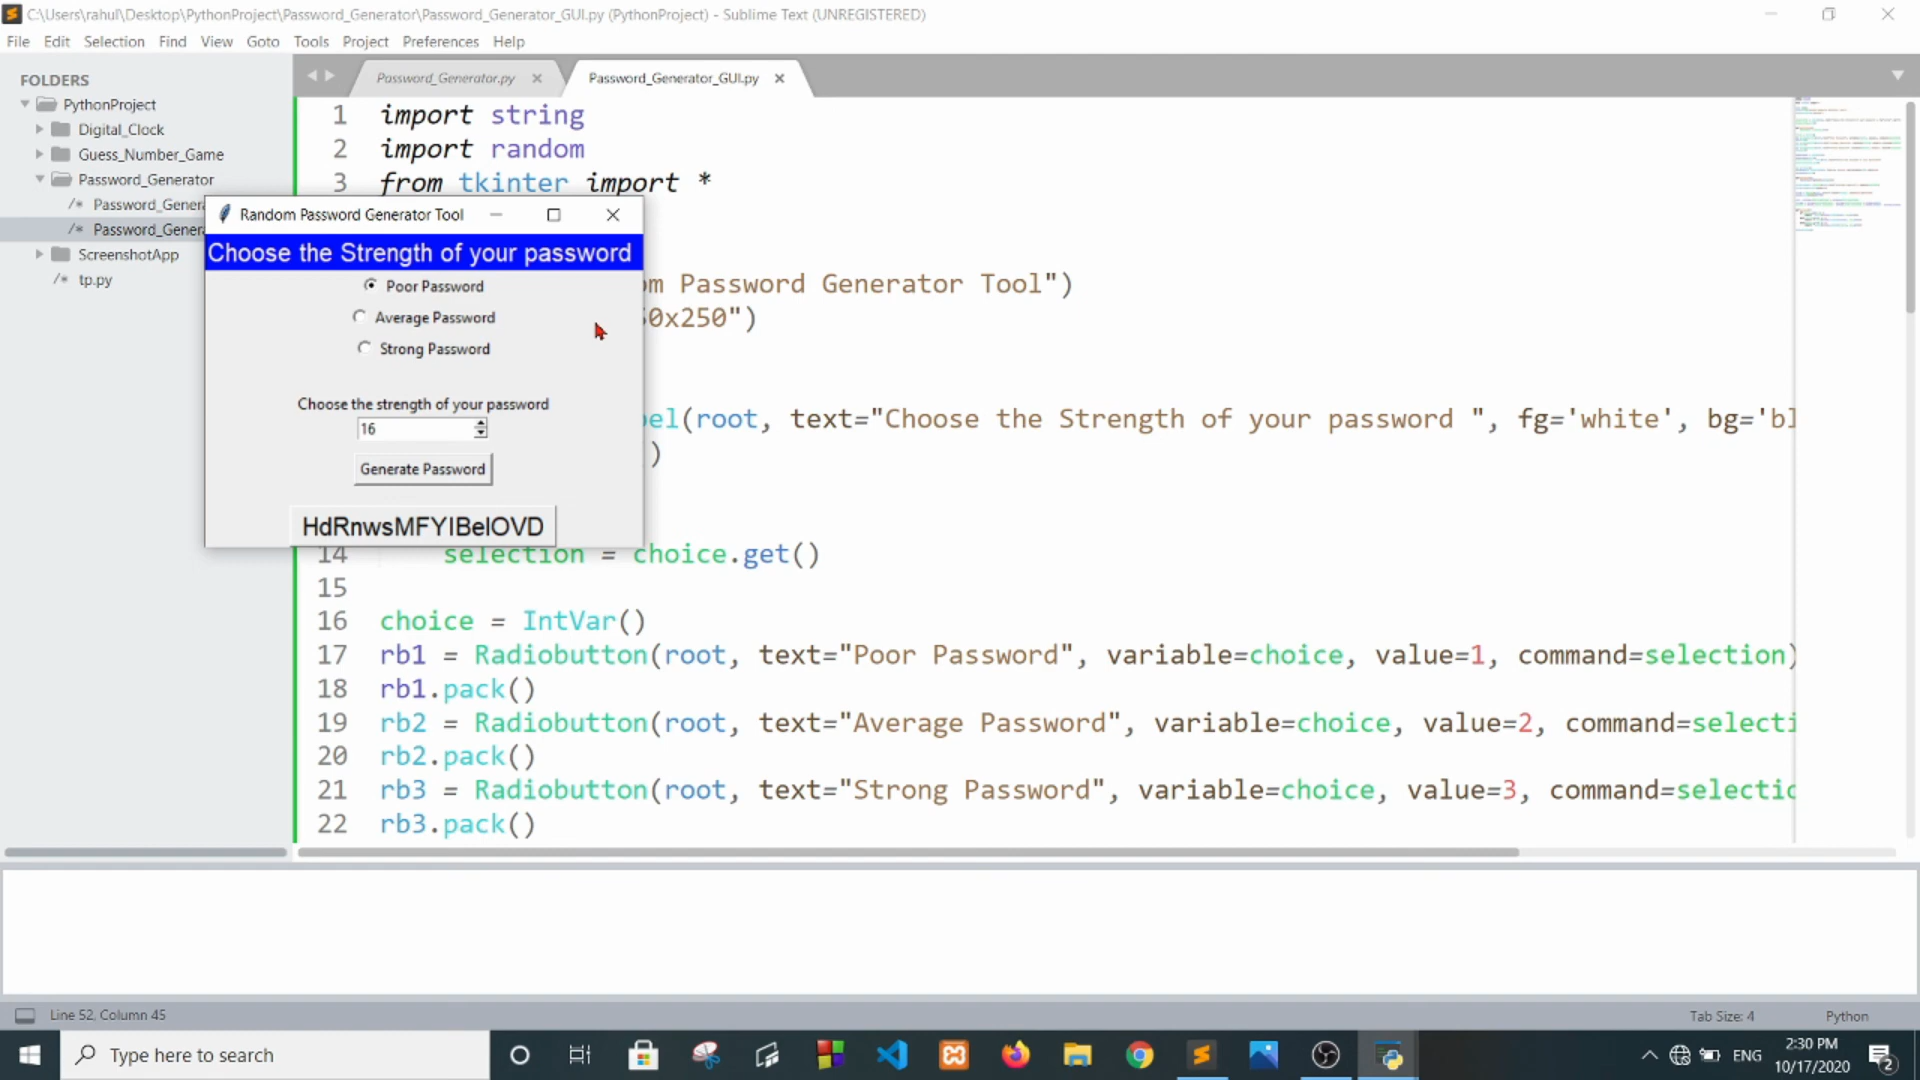 C:\Users\rahul\Desktop\PythonProject\Password_Generator\Password_Generator_GUI.py (PythonProject) - Sublime Text (UNREGISTERED)
File Edit Selection Find View Goto Tools Project Preferences Help
FOLDERS
PythonProject
Digital_Clock
Guess_Number_Game
Password_Generator
/* Password_Genera
/* Password_Genera
ScreenshotApp
/* tp.py
Password_Generator.py Password_Generator_GUI.py
1 import string
2 import random
3 from tkinter import *
Random Password Generator Tool
Choose the Strength of your password
Poor Password
Average Password
Strong Password
Choose the strength of your password
16
Generate Password
HdRnwsMFYIBelOVD
m Password Generator Tool")
50x250")
bel(root, text="Choose the Strength of your password ", fg='white', bg='bl
)
14 selection = choice.get()
15
16 choice = IntVar()
17 rb1 = Radiobutton(root, text="Poor Password", variable=choice, value=1, command=selection)
18 rb1.pack()
19 rb2 = Radiobutton(root, text="Average Password", variable=choice, value=2, command=selecti
20 rb2.pack()
21 rb3 = Radiobutton(root, text="Strong Password", variable=choice, value=3, command=selectio
22 rb3.pack()
Line 52, Column 45
Tab Size: 4 Python
Type here to search
ENG
2:30 PM
10/17/2020
2